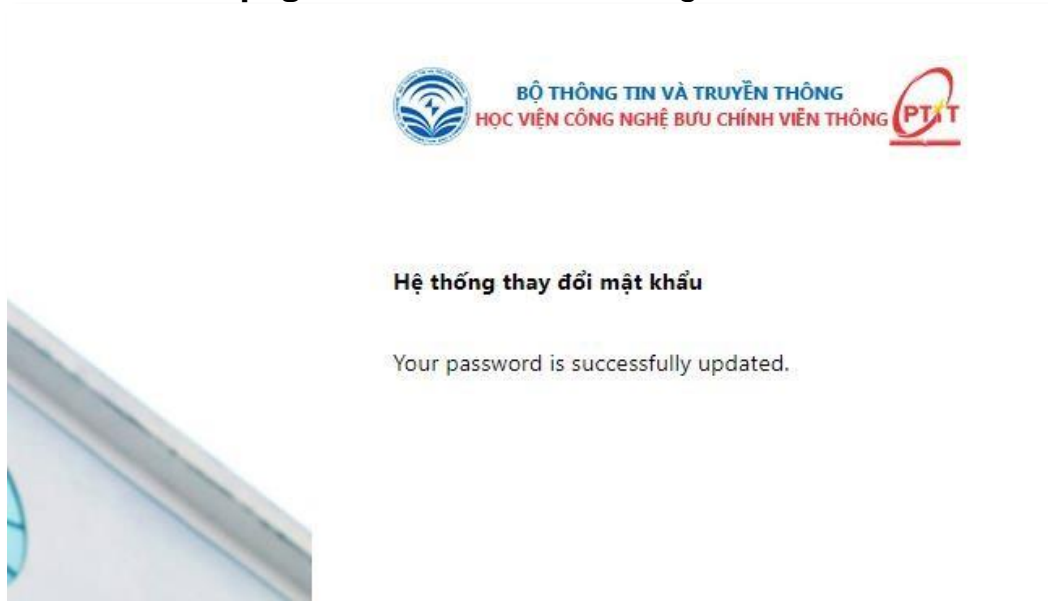 BỘ THÔNG TIN VÀ TRUYỀN THÔNG
HỌC VIỆN CÔNG NGHỆ BƯU CHÍNH VIỄN THÔNG
PTiT
Hệ thống thay đổi mật khẩu
Your password is successfully updated.